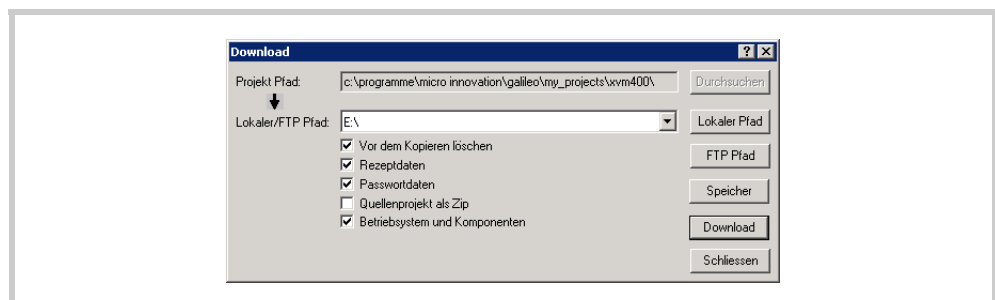 Download
Projekt Pfad: c:\programme\micro innovation\galileo\my_projects\xvm400\ Durchsuchen
Lokaler/FTP Pfad: E:\ Lokaler Pfad
Vor dem Kopieren löschen
FTP Pfad
Rezeptdaten
Passwortdaten
Speicher
Quellenprojekt als Zip
Betriebsystem und Komponenten
Download
Schliessen